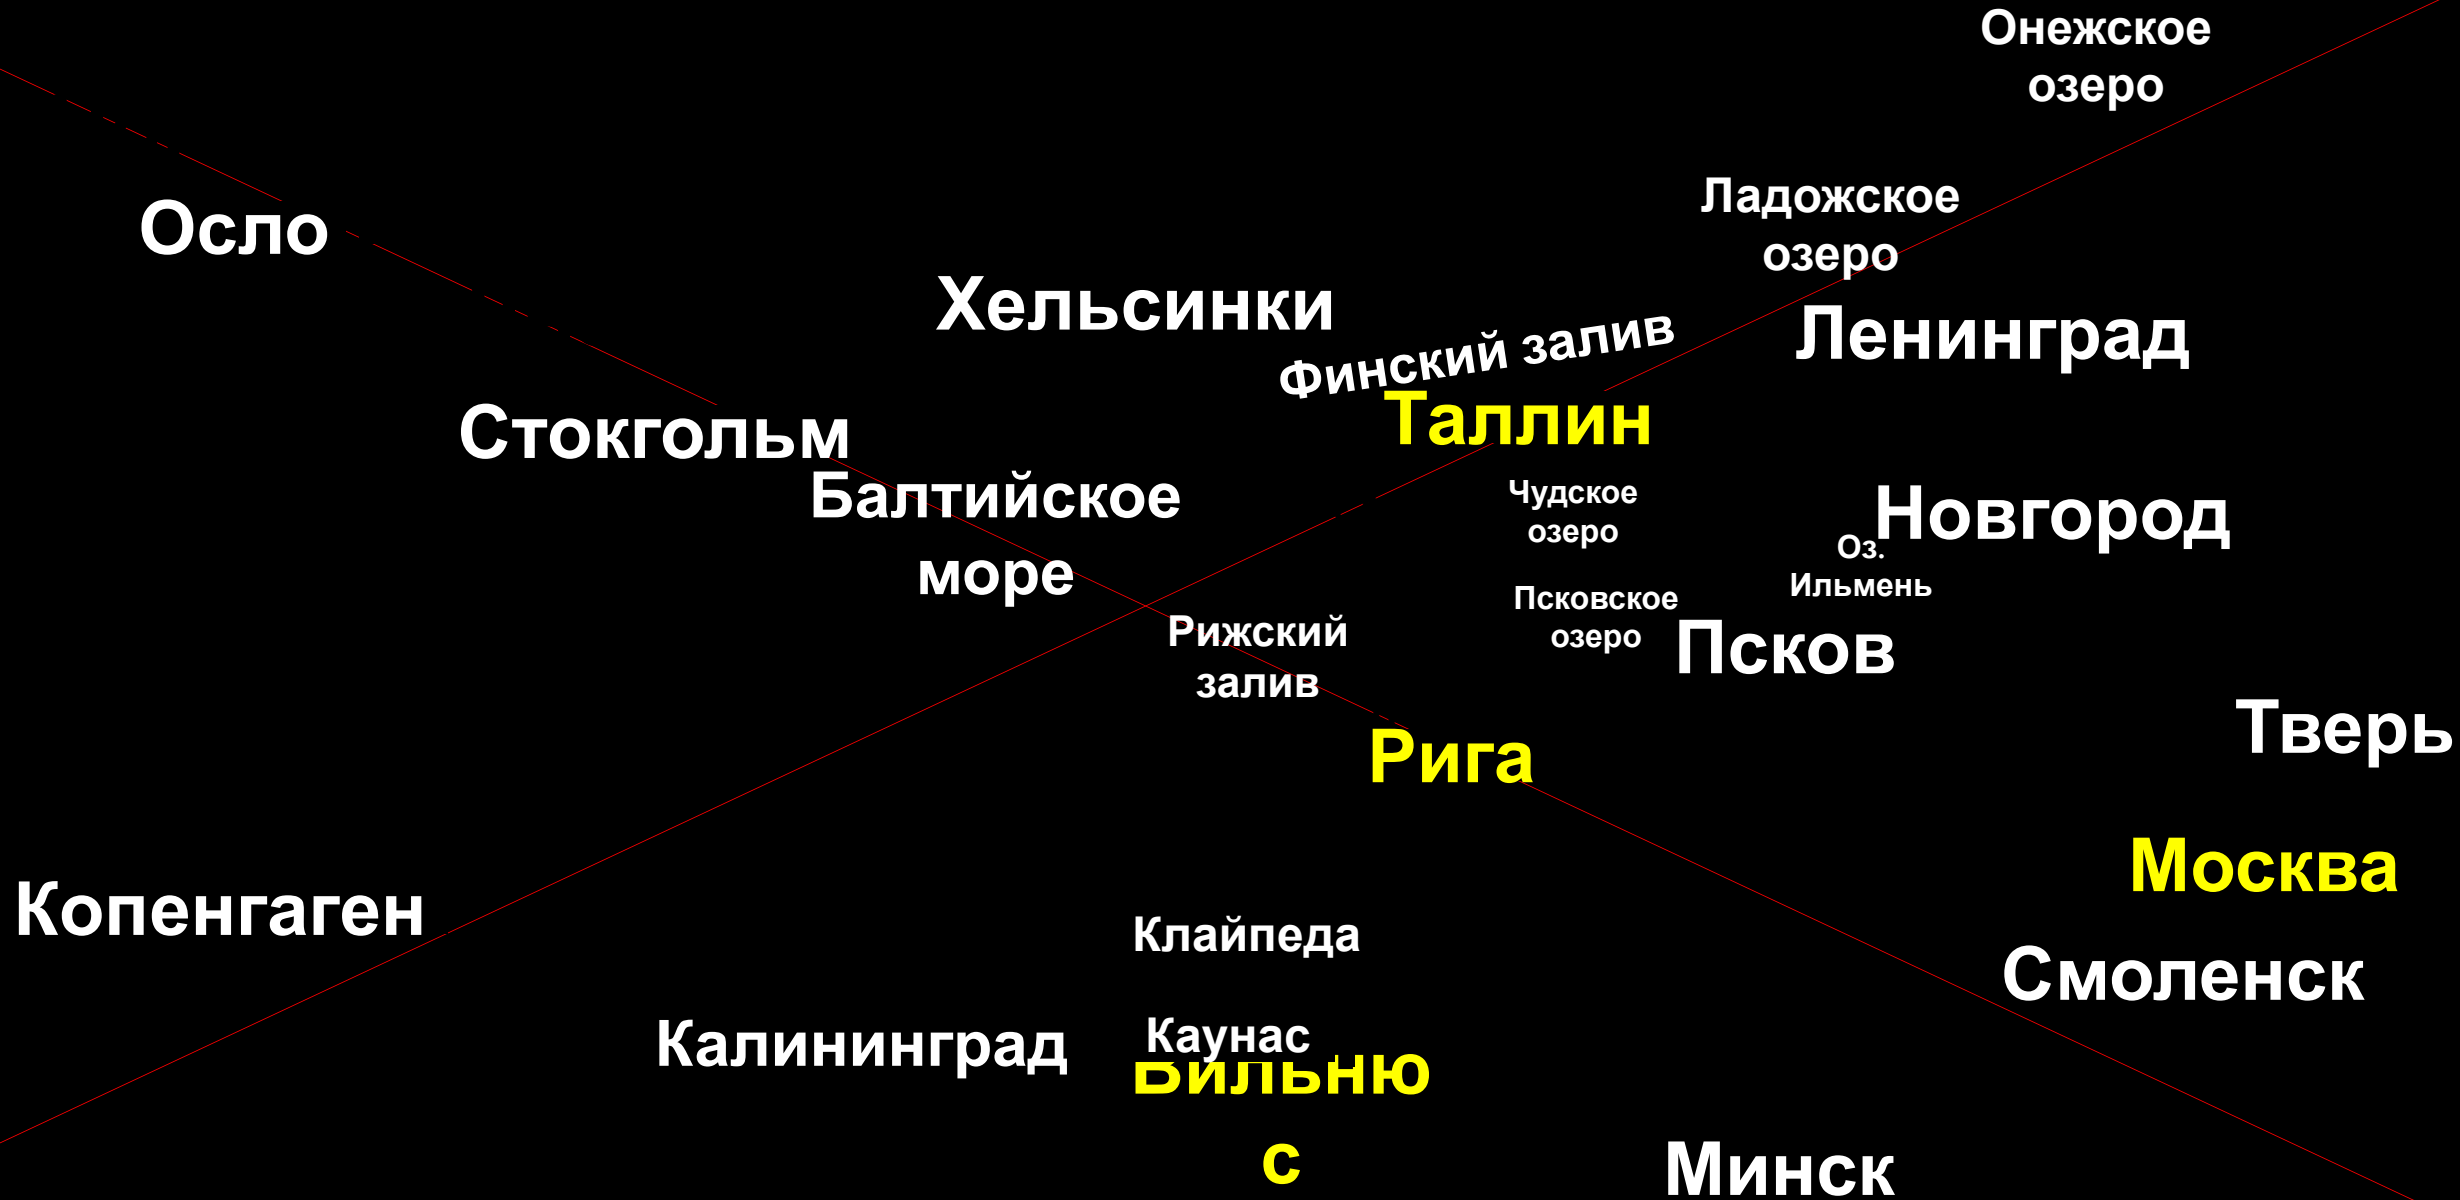 Онежское
озеро
Ладожское
озеро
Осло
Хельсинки
Финский залив
Ленинград
Таллин
Стокгольм
Балтийское
море
Чудское
озеро
Новгород
Оз.
Ильмень
Псковское
озеро
Псков
Рижский
залив
Рига
Тверь
Москва
Копенгаген
Клайпеда
Смоленск
Калининград
Каунас
Вильню
с
Минск